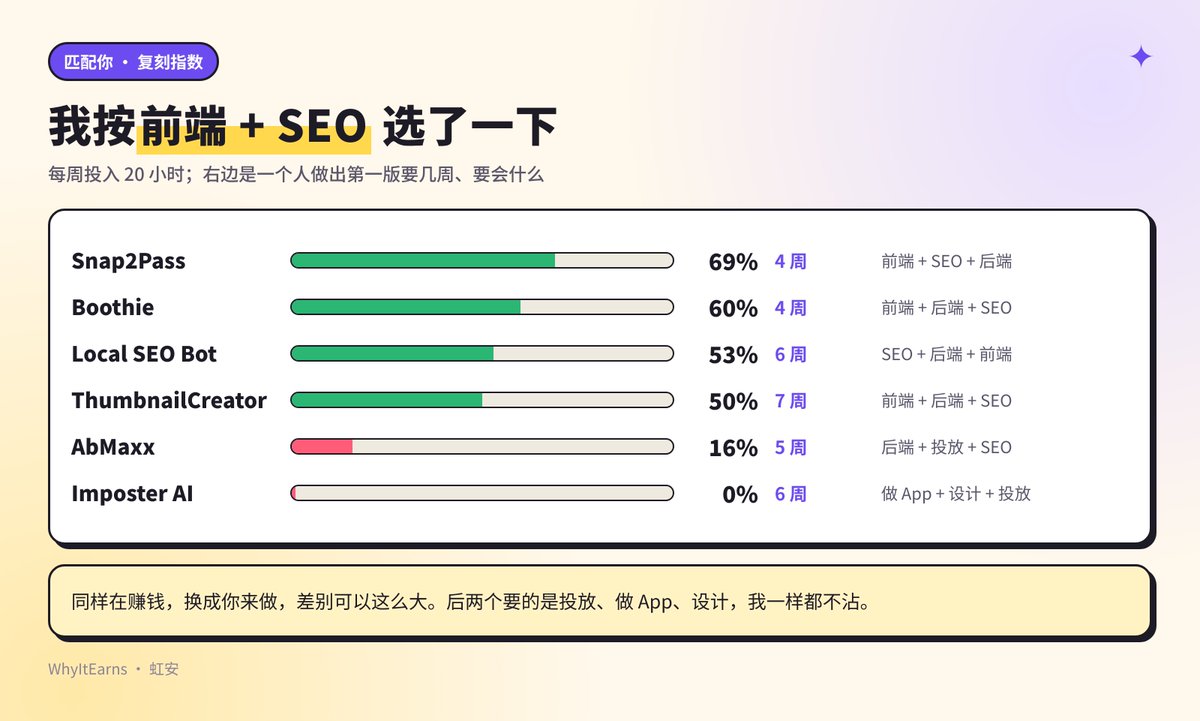 匹配你 · 复刻指数
我按前端 + SEO 选了一下
每周投入 20 小时；右边是一个人做出第一版要几周、要会什么
Snap2Pass 69% 4 周 前端 + SEO + 后端
Boothie 60% 4 周 前端 + 后端 + SEO
Local SEO Bot 53% 6 周 SEO + 后端 + 前端
ThumbnailCreator 50% 7 周 前端 + 后端 + SEO
AbMaxx 16% 5 周 后端 + 投放 + SEO
Imposter AI 0% 6 周 做 App + 设计 + 投放
同样在赚钱，换成你来做，差别可以这么大。后两个要的是投放、做 App、设计，我一样都不沾。
WhyItEarns · 虹安